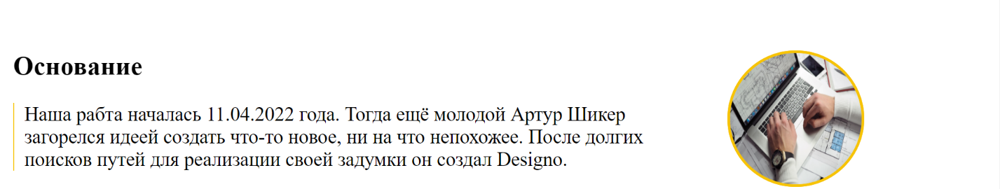 Основание
Наша рабта началась 11.04.2022 года. Тогда ещё молодой Артур Шикер
загорелся идеей создать что-то новое, ни на что непохожее. После долгих
поисков путей для реализации своей задумки он создал Designo.